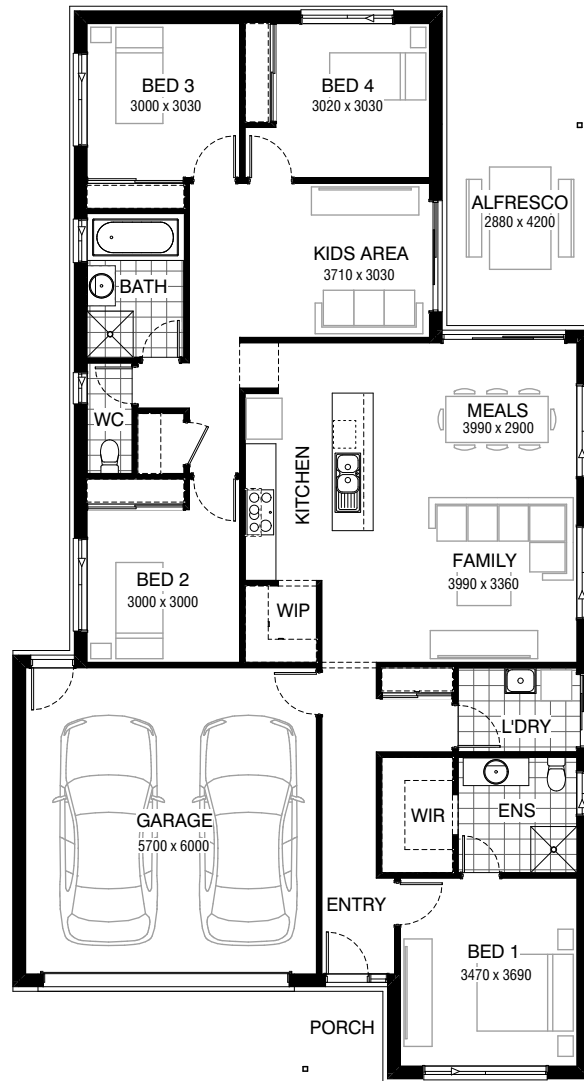 BED 3
3000 x 3030
BED 4
3020 x 3030
ALFRESCO
2880 x 4200
KIDS AREA
3710 x 3030
BATH
WC
MEALS
3990 x 2900
KITCHEN
FAMILY
3990 x 3360
BED 2
3000 x 3000
WIP
L'DRY
GARAGE
5700 x 6000
WIR
ENS
ENTRY
BED 1
3470 x 3690
PORCH